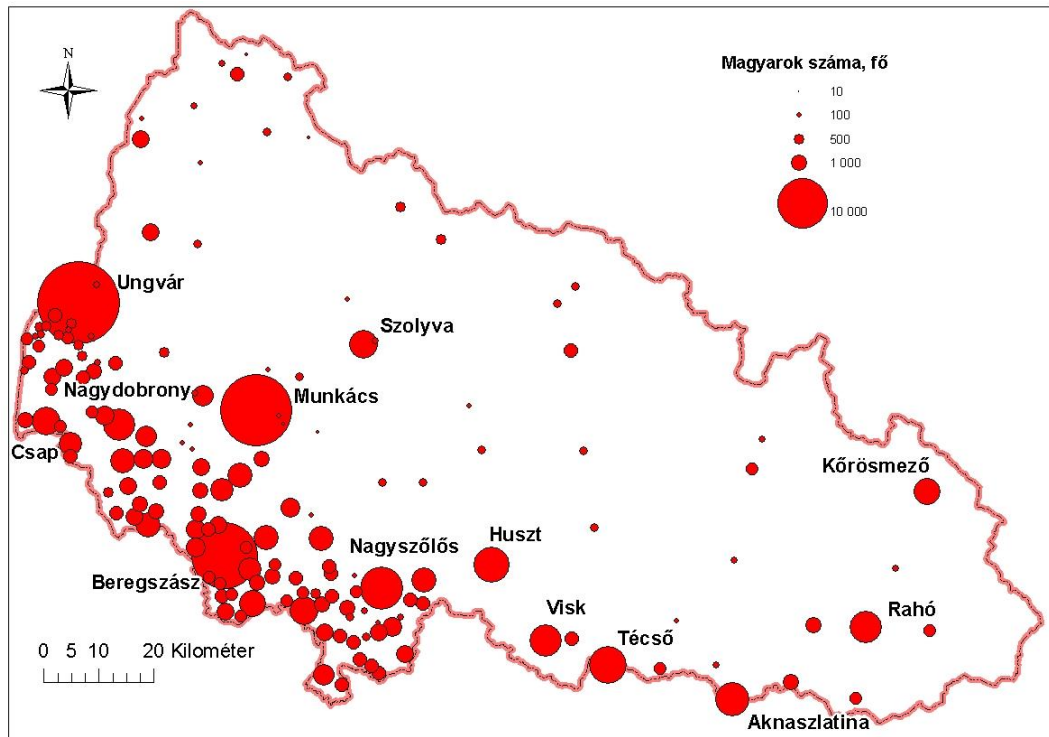 N
Magyarok száma, fő
10
100
500
1 000
10 000
Ungvár
Szolyva
Nagydobrony
Munkács
Csap
Kőrösmező
Huszt
Nagyszőlős
Beregszász
Visk
Rahó
Técső
0 5 10 20 Kilométer
Aknaszlatina